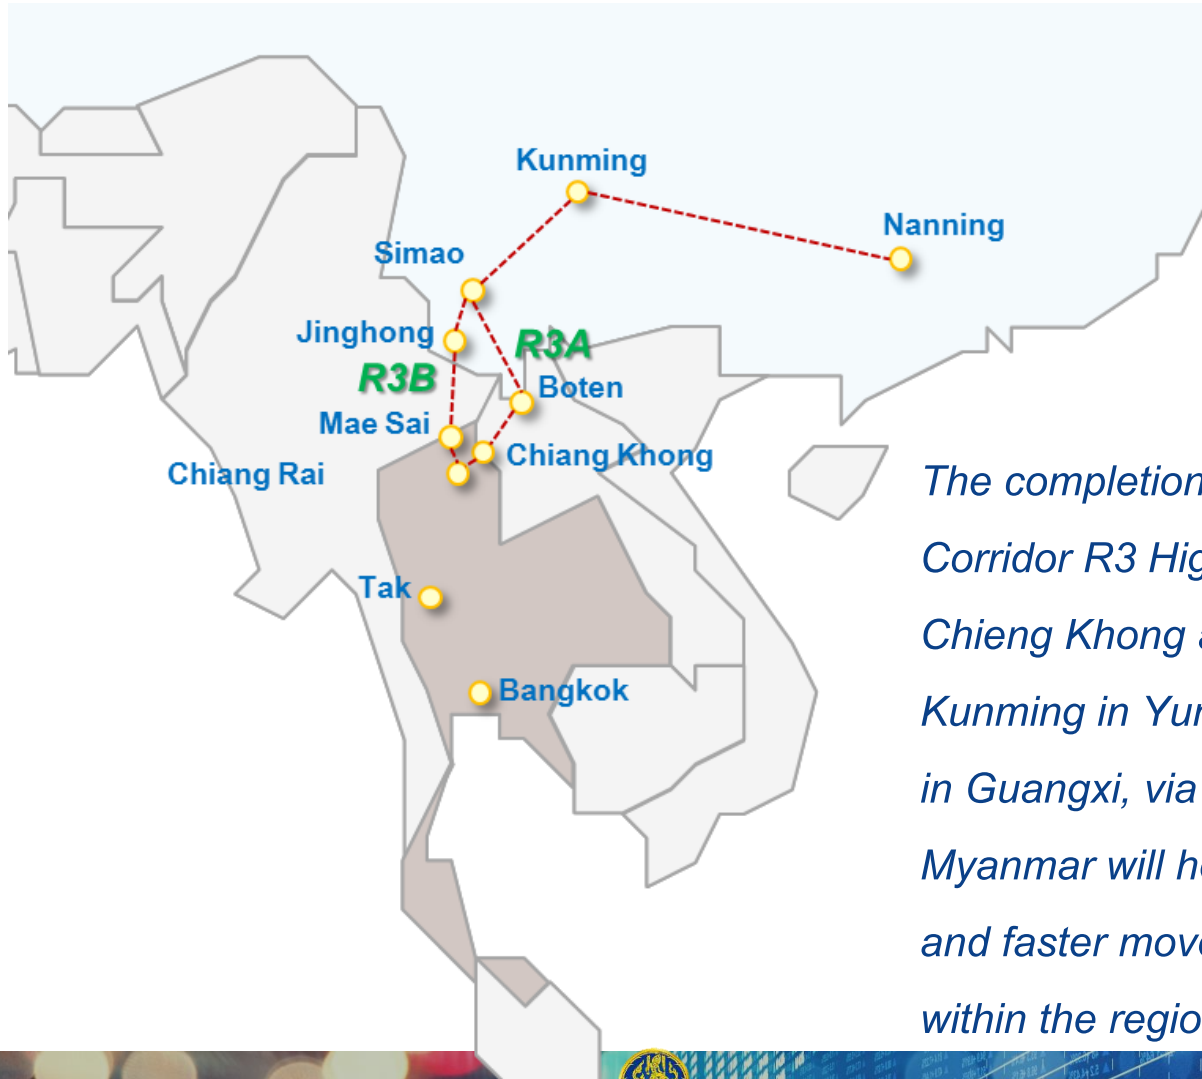 Kunming
Nanning
Simao
Jinghong
R3A
R3B
Boten
Mae Sai
Chiang Khong
Chiang Rai
Tak
Bangkok
The completion
Corridor R3 Hig
Chieng Khong
Kunming in Yu
in Guangxi, via
Myanmar will h
and faster mov
within the regio